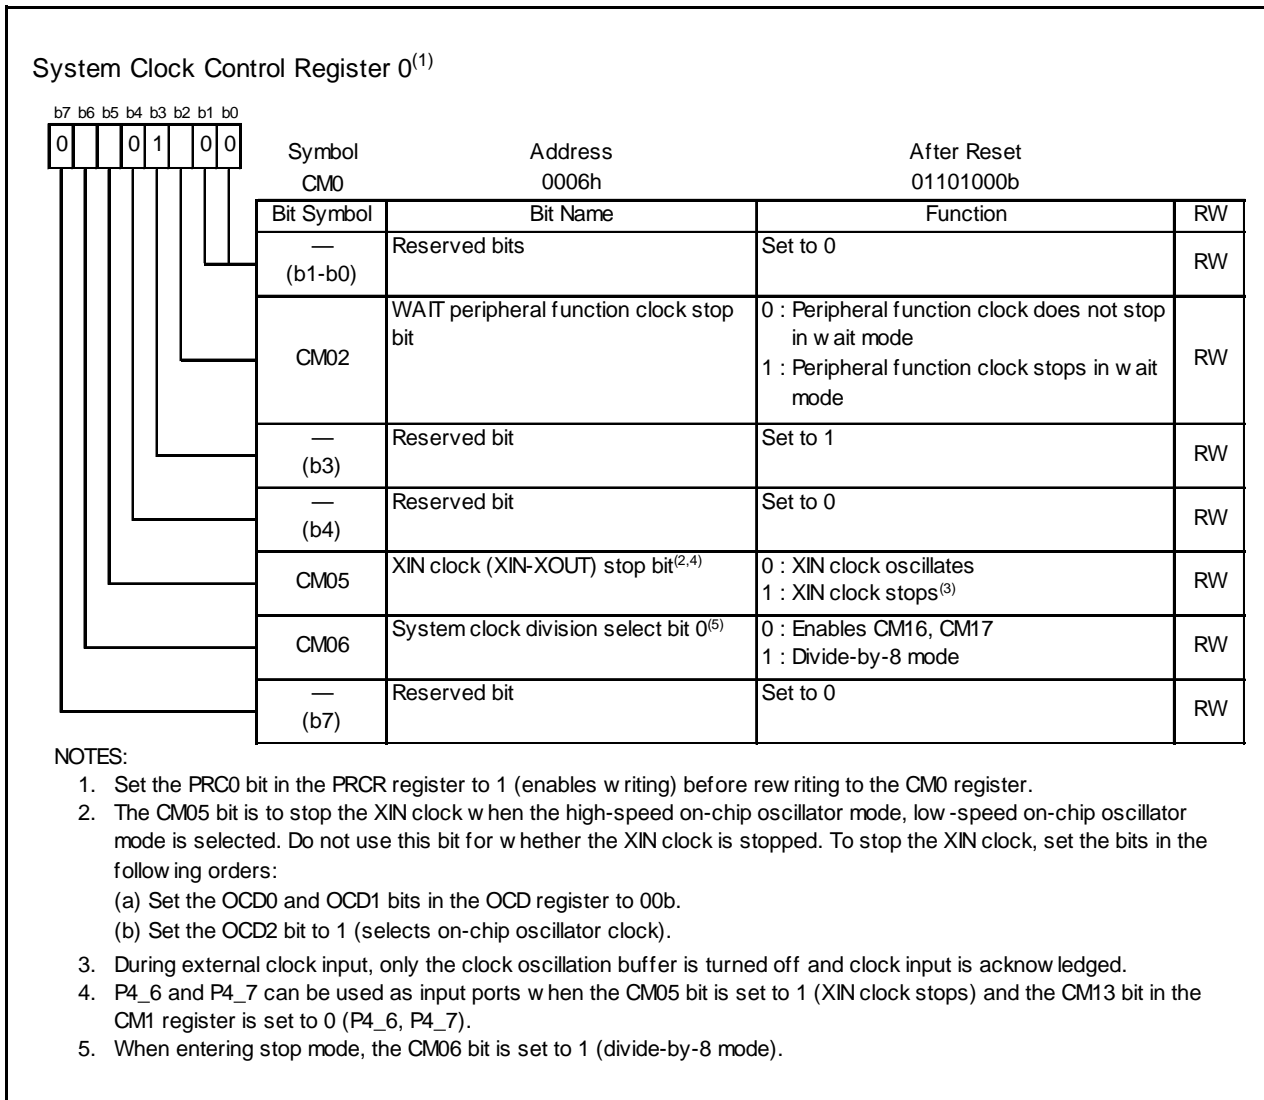 System Clock Control Register 0(1)
b7 b6 b5 b4 b3 b2 b1 b0
0 0 1 0 0
Symbol Address After Reset
CM0 0006h 01101000b
Bit Symbol Bit Name Function RW
— (b1-b0) Reserved bits Set to 0 RW
CM02 WAIT peripheral function clock stop bit 0 : Peripheral function clock does not stop in wait mode
1 : Peripheral function clock stops in wait mode RW
— (b3) Reserved bit Set to 1 RW
— (b4) Reserved bit Set to 0 RW
CM05 XIN clock (XIN-XOUT) stop bit(2,4) 0 : XIN clock oscillates
1 : XIN clock stops(3) RW
CM06 System clock division select bit 0(5) 0 : Enables CM16, CM17
1 : Divide-by-8 mode RW
— (b7) Reserved bit Set to 0 RW
NOTES:
1. Set the PRC0 bit in the PRCR register to 1 (enables writing) before rewriting to the CM0 register.
2. The CM05 bit is to stop the XIN clock when the high-speed on-chip oscillator mode, low-speed on-chip oscillator
mode is selected. Do not use this bit for whether the XIN clock is stopped. To stop the XIN clock, set the bits in the
following orders:
(a) Set the OCD0 and OCD1 bits in the OCD register to 00b.
(b) Set the OCD2 bit to 1 (selects on-chip oscillator clock).
3. During external clock input, only the clock oscillation buffer is turned off and clock input is acknowledged.
4. P4_6 and P4_7 can be used as input ports when the CM05 bit is set to 1 (XIN clock stops) and the CM13 bit in the
CM1 register is set to 0 (P4_6, P4_7).
5. When entering stop mode, the CM06 bit is set to 1 (divide-by-8 mode).